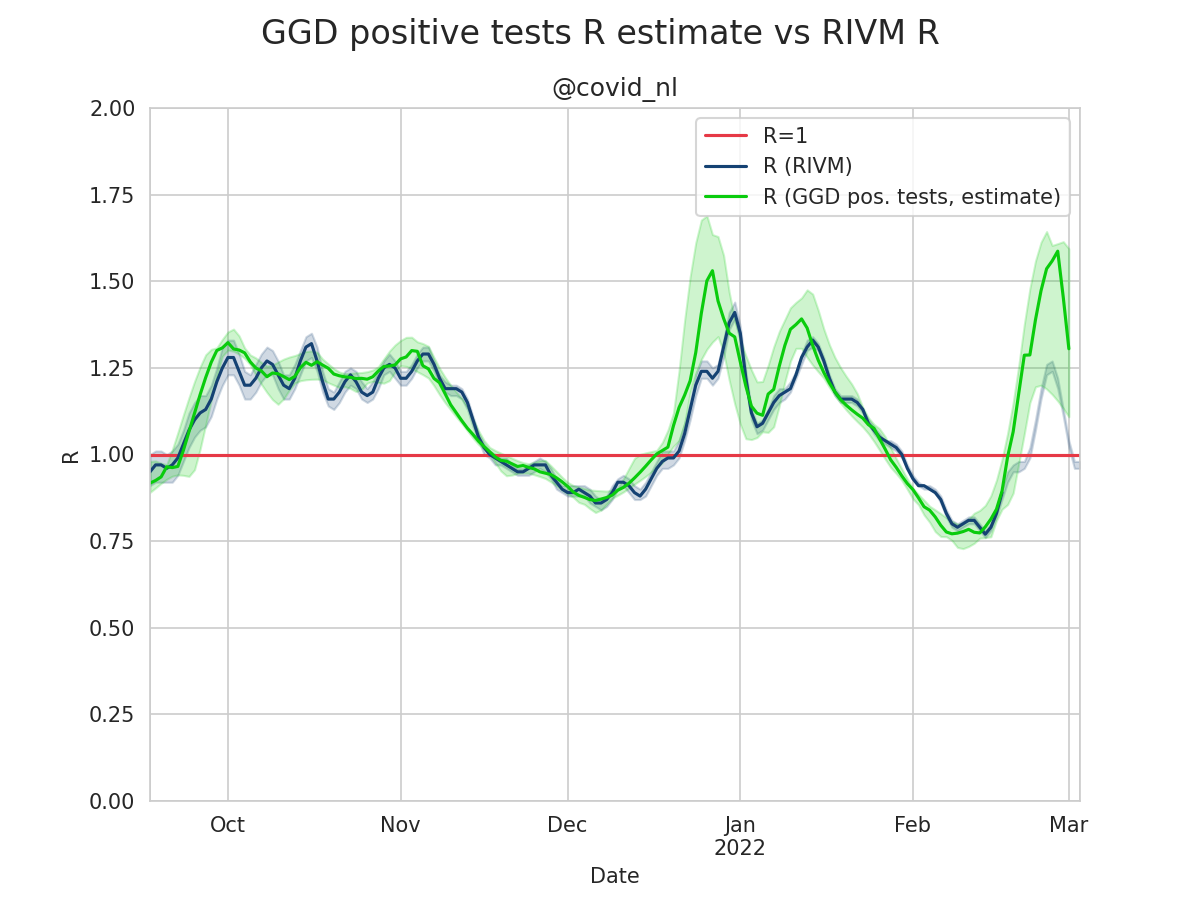 GGD positive tests R estimate vs RIVM R
@covid_nl
2.00
1.75
1.50
1.25
1.00
0.75
0.50
0.25
0.00
R
R=1
R (RIVM)
R (GGD pos. tests, estimate)
Oct Nov Dec Jan Feb Mar
2022
Date